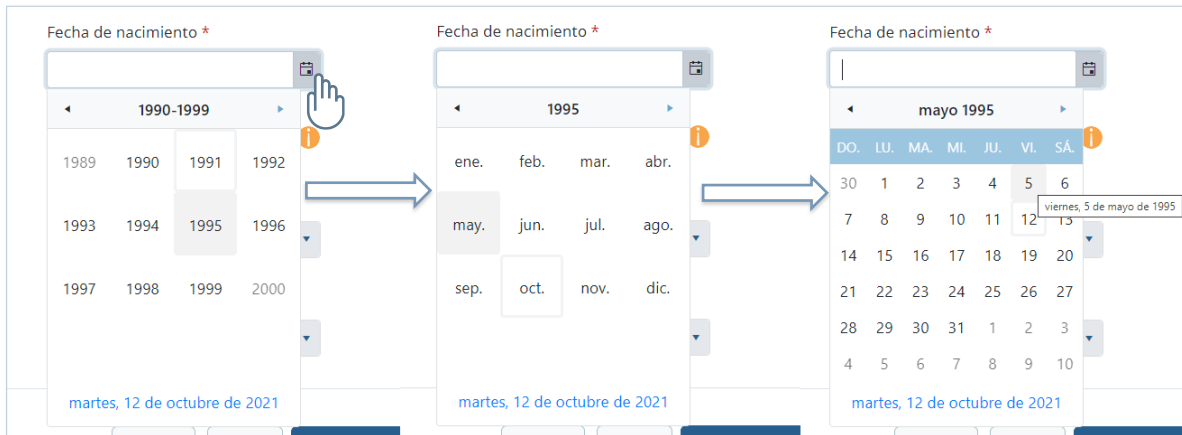 Fecha de nacimiento *
1990-1999
1989 1990 1991 1992
1993 1994 1995 1996
1997 1998 1999 2000
martes, 12 de octubre de 2021
Fecha de nacimiento *
1995
ene. feb. mar. abr.
may. jun. jul. ago.
sep. oct. nov. dic.
martes, 12 de octubre de 2021
Fecha de nacimiento *
mayo 1995
DO. LU. MA. MI. JU. VI. SÁ.
30 1 2 3 4 5 6
viernes, 5 de mayo de 1995
7 8 9 10 11 12 13
14 15 16 17 18 19 20
21 22 23 24 25 26 27
28 29 30 31 1 2 3
4 5 6 7 8 9 10
martes, 12 de octubre de 2021